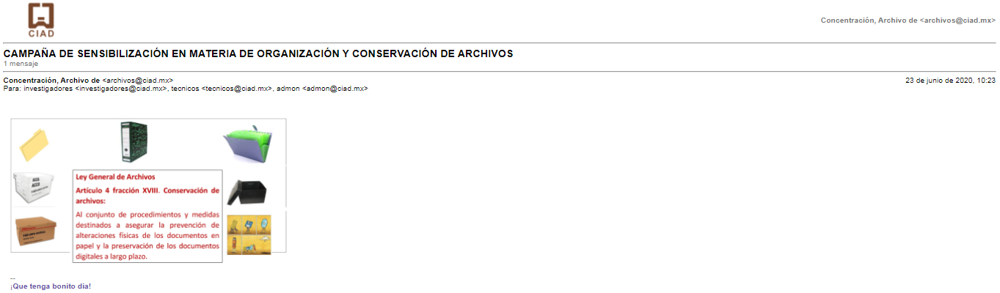 CIAD
Concentración, Archivo de <archivos@ciad.mx>
CAMPAÑA DE SENSIBILIZACIÓN EN MATERIA DE ORGANIZACIÓN Y CONSERVACIÓN DE ARCHIVOS
1 mensaje
Concentración, Archivo de <archivos@ciad.mx>
23 de junio de 2020, 10:23
Para: investigadores <investigadores@ciad.mx>, tecnicos <tecnicos@ciad.mx>, admon <admon@ciad.mx>
Ley General de Archivos
Artículo 4 fracción XVIII. Conservación de
archivos:
Al conjunto de procedimientos y medidas
destinados a asegurar la prevención de
alteraciones físicas de los documentos en
papel y la preservación de los documentos
digitales a largo plazo.
--
¡Que tenga bonito dia!